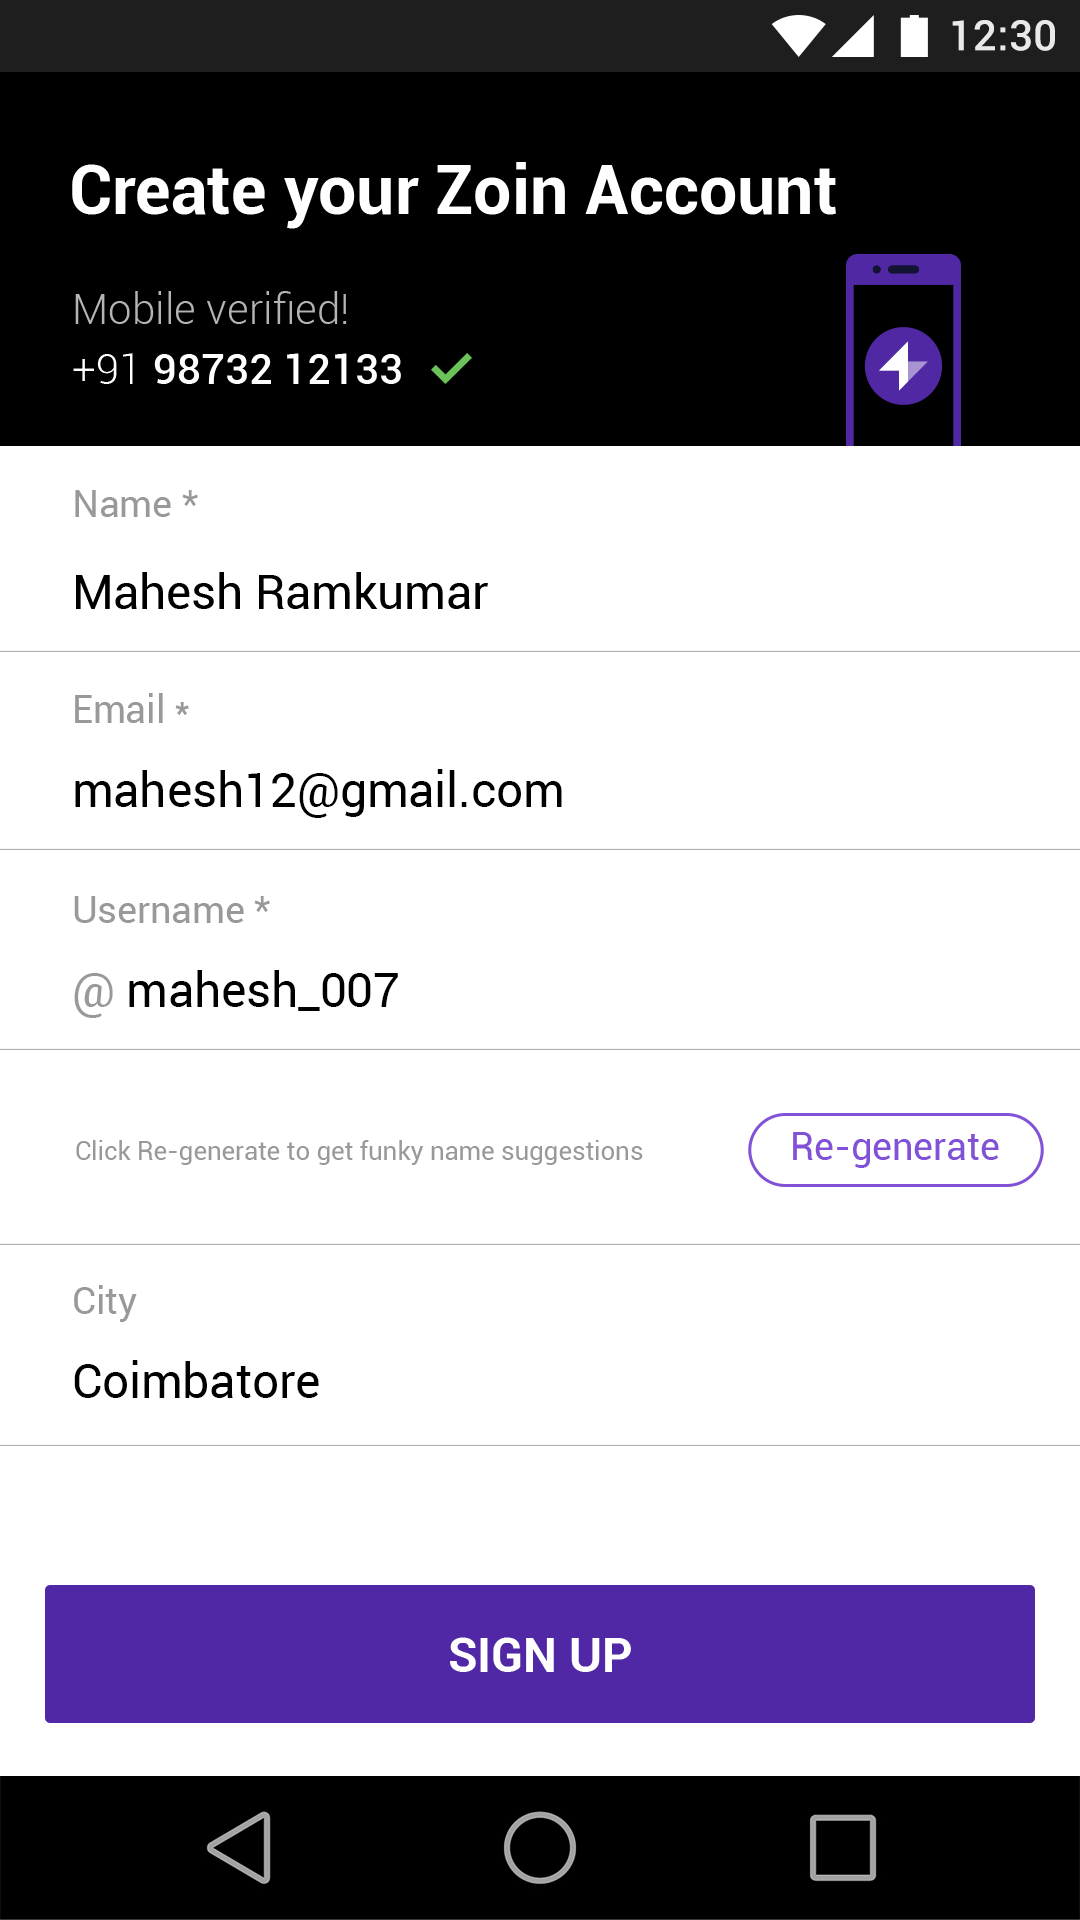 12:30
Create your Zoin Account
Mobile verified!
+91 98732 12133
Name *
Mahesh Ramkumar
Email *
mahesh12@gmail.com
Username *
@ mahesh_007
Click Re-generate to get funky name suggestions
Re-generate
City
Coimbatore
SIGN UP